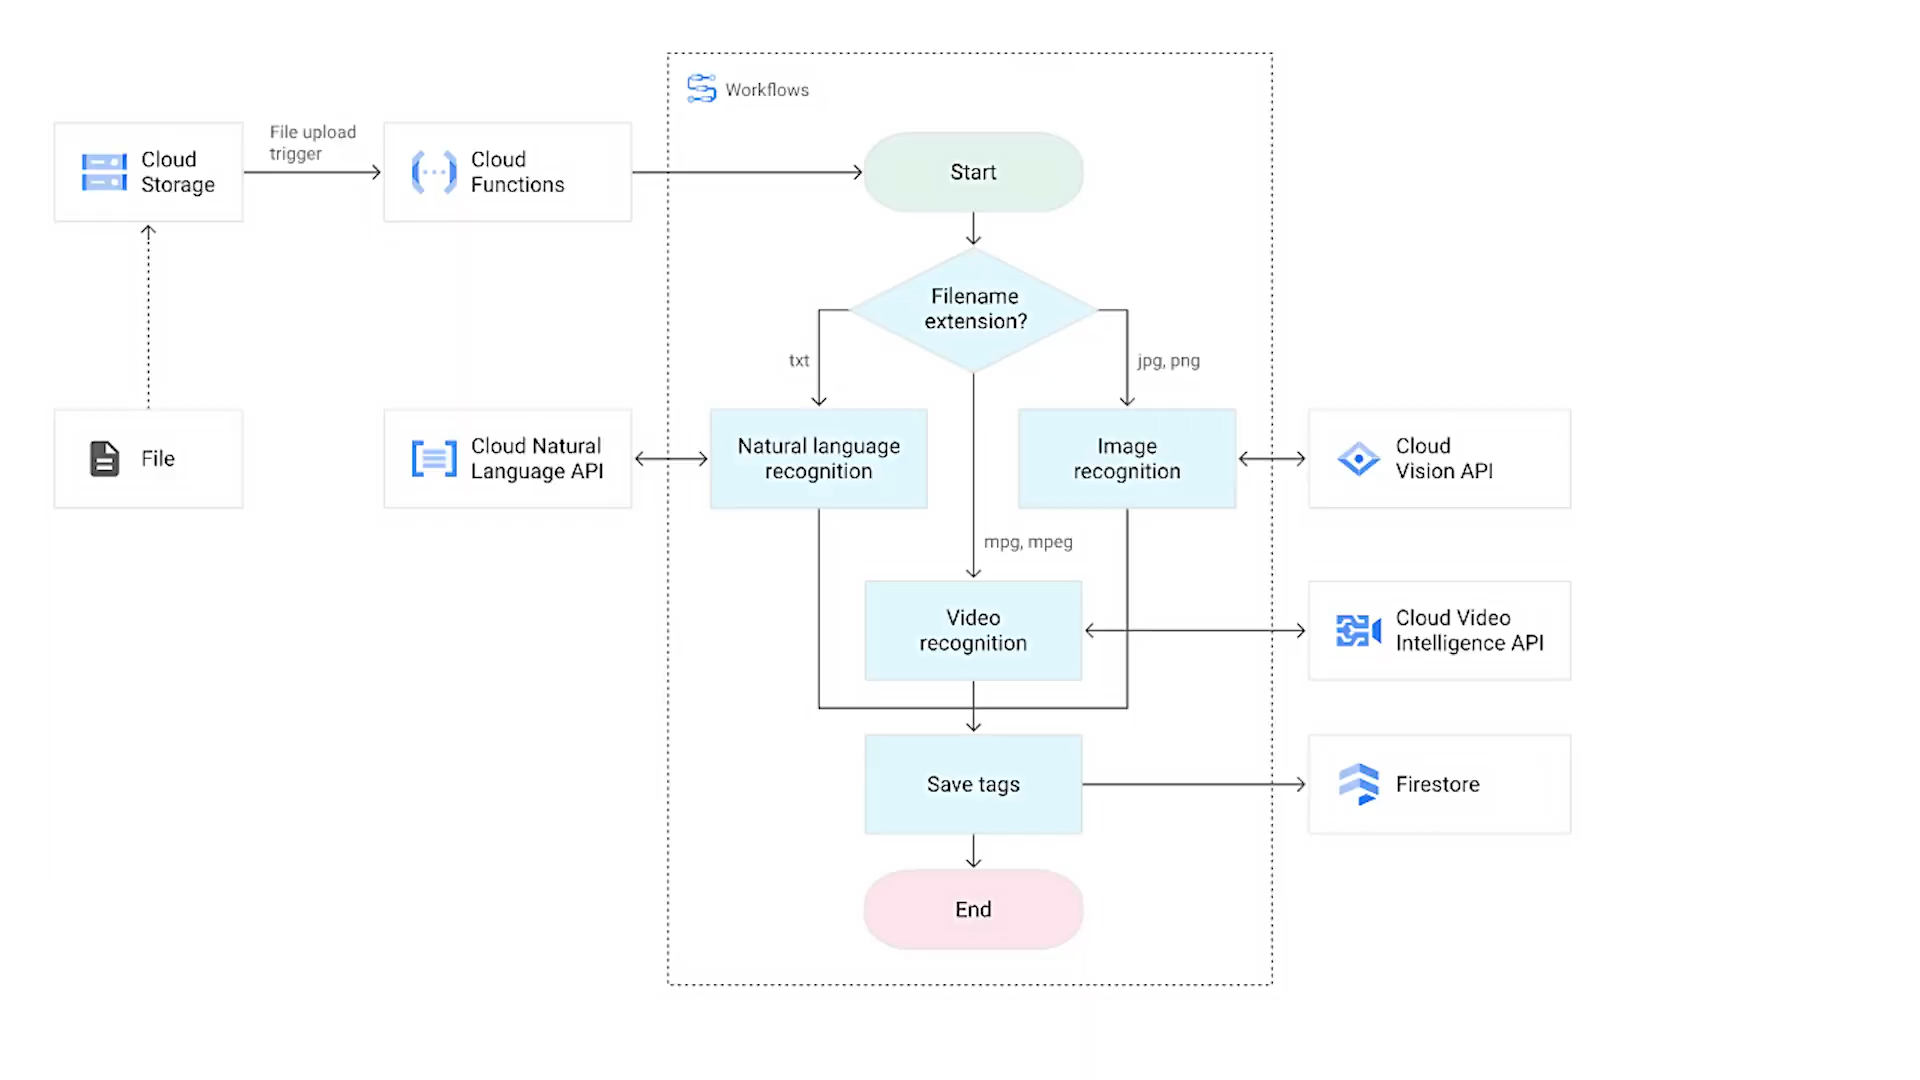 Workflows
File upload
trigger
Cloud
Storage
Cloud
Functions
Start
Filename
extension?
txt
jpg, png
File
Cloud Natural
Language API
Natural language
recognition
Image
recognition
Cloud
Vision API
mpg, mpeg
Video
recognition
Cloud Video
Intelligence API
Save tags
Firestore
End